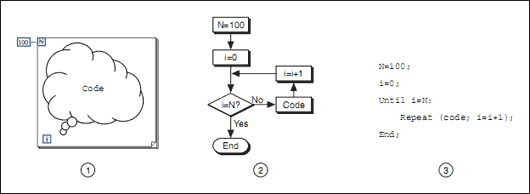 100 N
Code
i
1
N=100
i=0
i=i+1
i=N?
No
Code
Yes
End
2
N=100;
i=0;
Until i=N:
Repeat (code; i=i+1);
End;
3